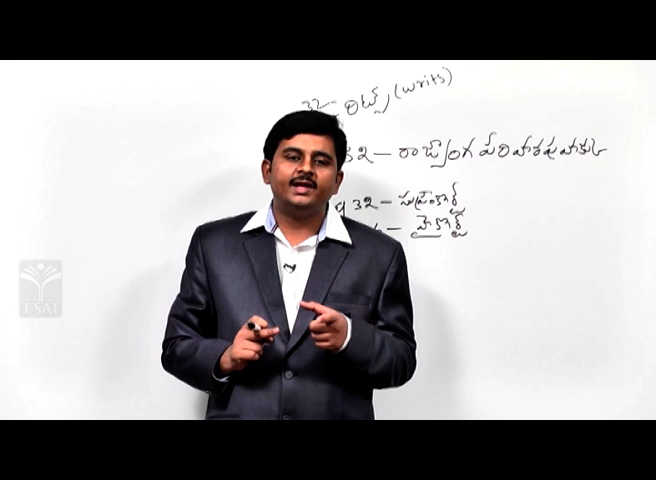 32 - రిట్స్ (writs)
32 - రాజ్యాంగ పరిహారపు హక్కు
32 - సుప్రీంకోర్ట్
- హైకోర్ట్
T-SAT